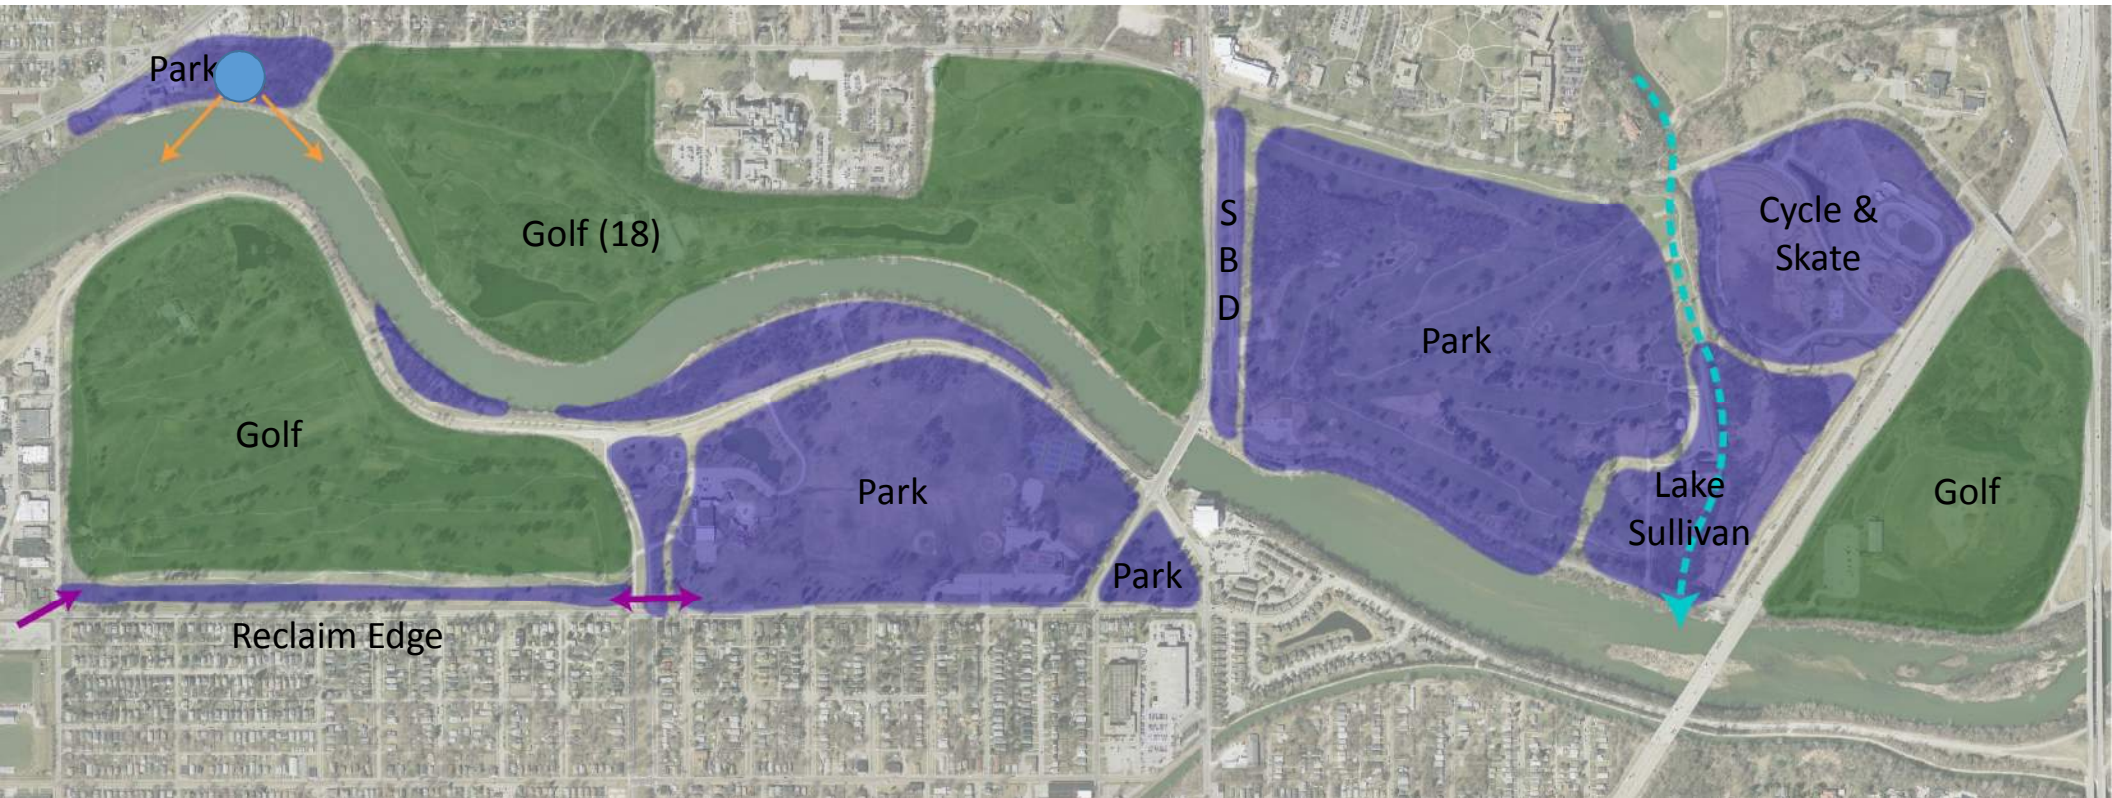 Park
Golf (18)
S
B
D
Cycle &
Skate
Park
Golf
Park
Lake
Sullivan
Golf
Park
Reclaim Edge